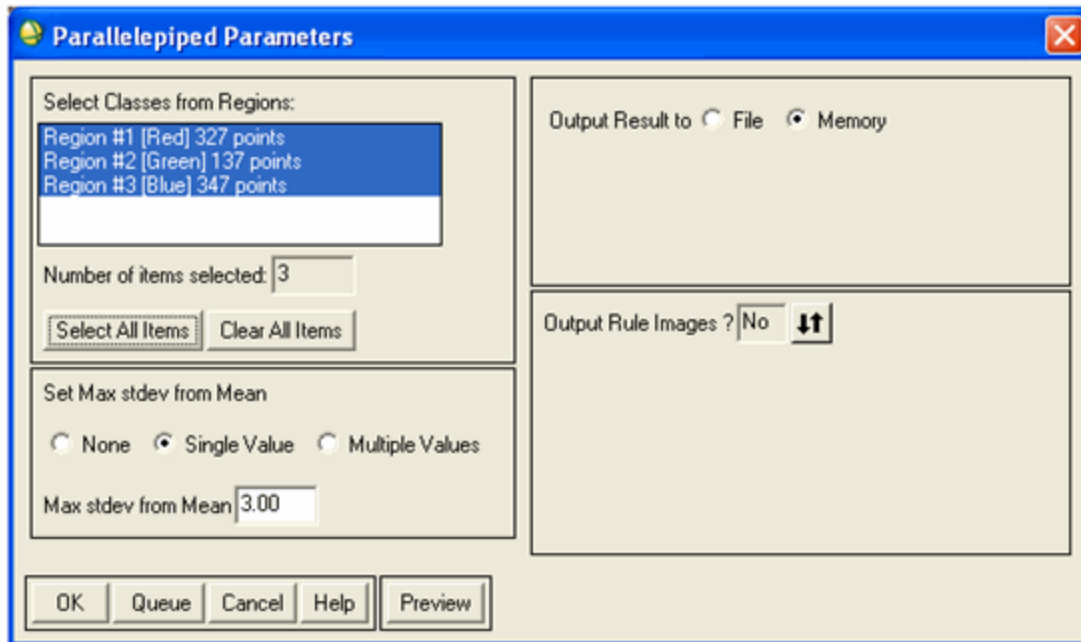 Parallelepiped Parameters
Select Classes from Regions:
Region #1 [Red] 327 points
Region #2 [Green] 137 points
Region #3 [Blue] 347 points
Number of items selected: 3
Select All Items Clear All Items
Set Max stdev from Mean
None Single Value Multiple Values
Max stdev from Mean 3.00
Output Result to File Memory
Output Rule Images ? No
OK Queue Cancel Help Preview